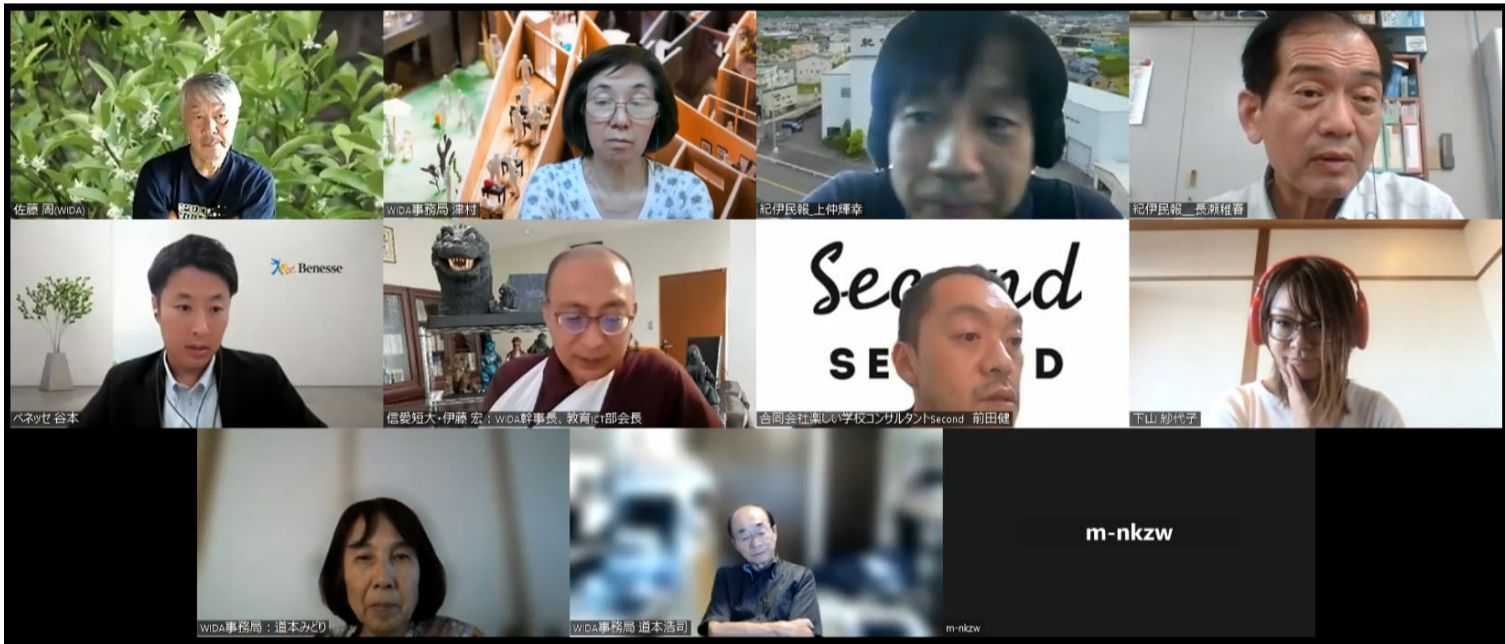 佐藤 周(WIDA)
WIDA事務局 津村
紀
紀伊民報_上仲輝幸
紀伊民報__長瀬稚春
Benesse
ベネッセ 谷本
信愛短大・伊藤 宏：WIDA幹事長、教育ICT部会長
Second
SE D
合同会社楽しい学校コンサルタントSecond 前田健
下山 紗代子
WIDA事務局：道本みどり
WIDA事務局 道本浩司
m-nkzw
m-nkzw